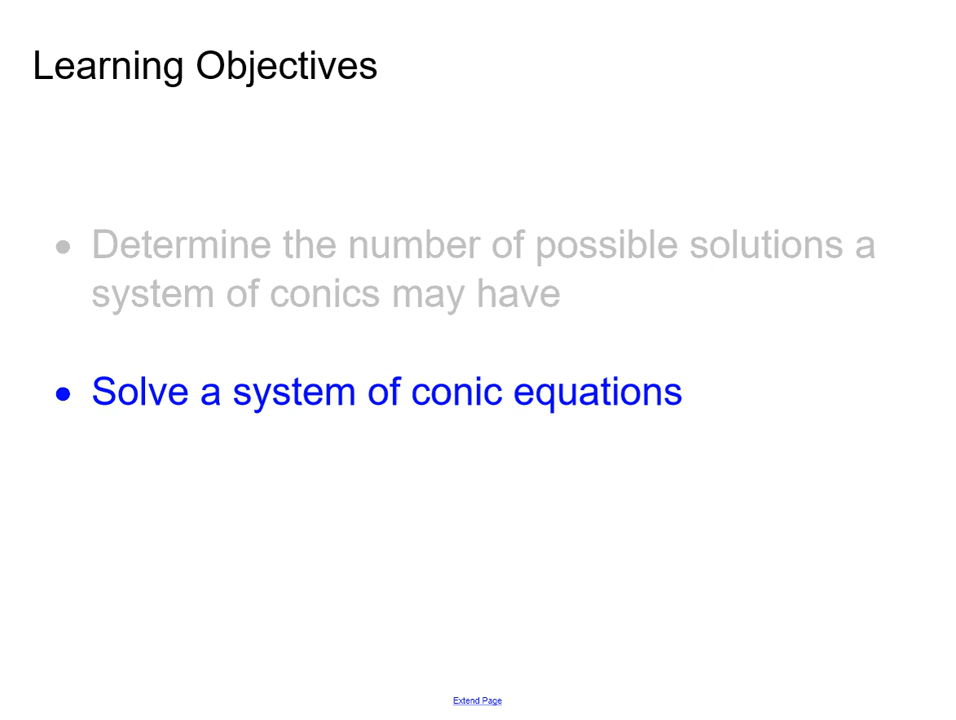 Learning Objectives
• Determine the number of possible solutions a
system of conics may have
• Solve a system of conic equations
Extend Page